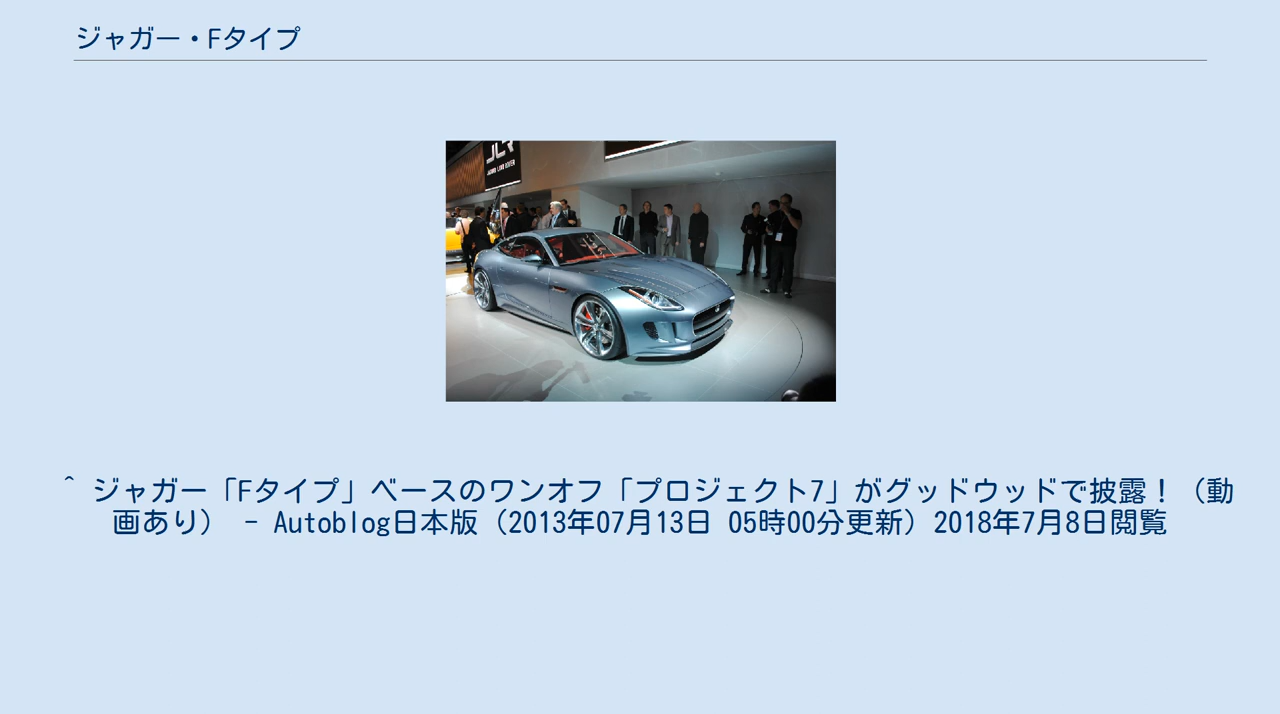 ジャガー・Fタイプ
JLR
JAGUAR LAND ROVER
^ ジャガー「Fタイプ」ベースのワンオフ「プロジェクト7」がグッドウッドで披露！（動
画あり） - Autoblog日本版（2013年07月13日 05時00分更新）2018年7月8日閲覧